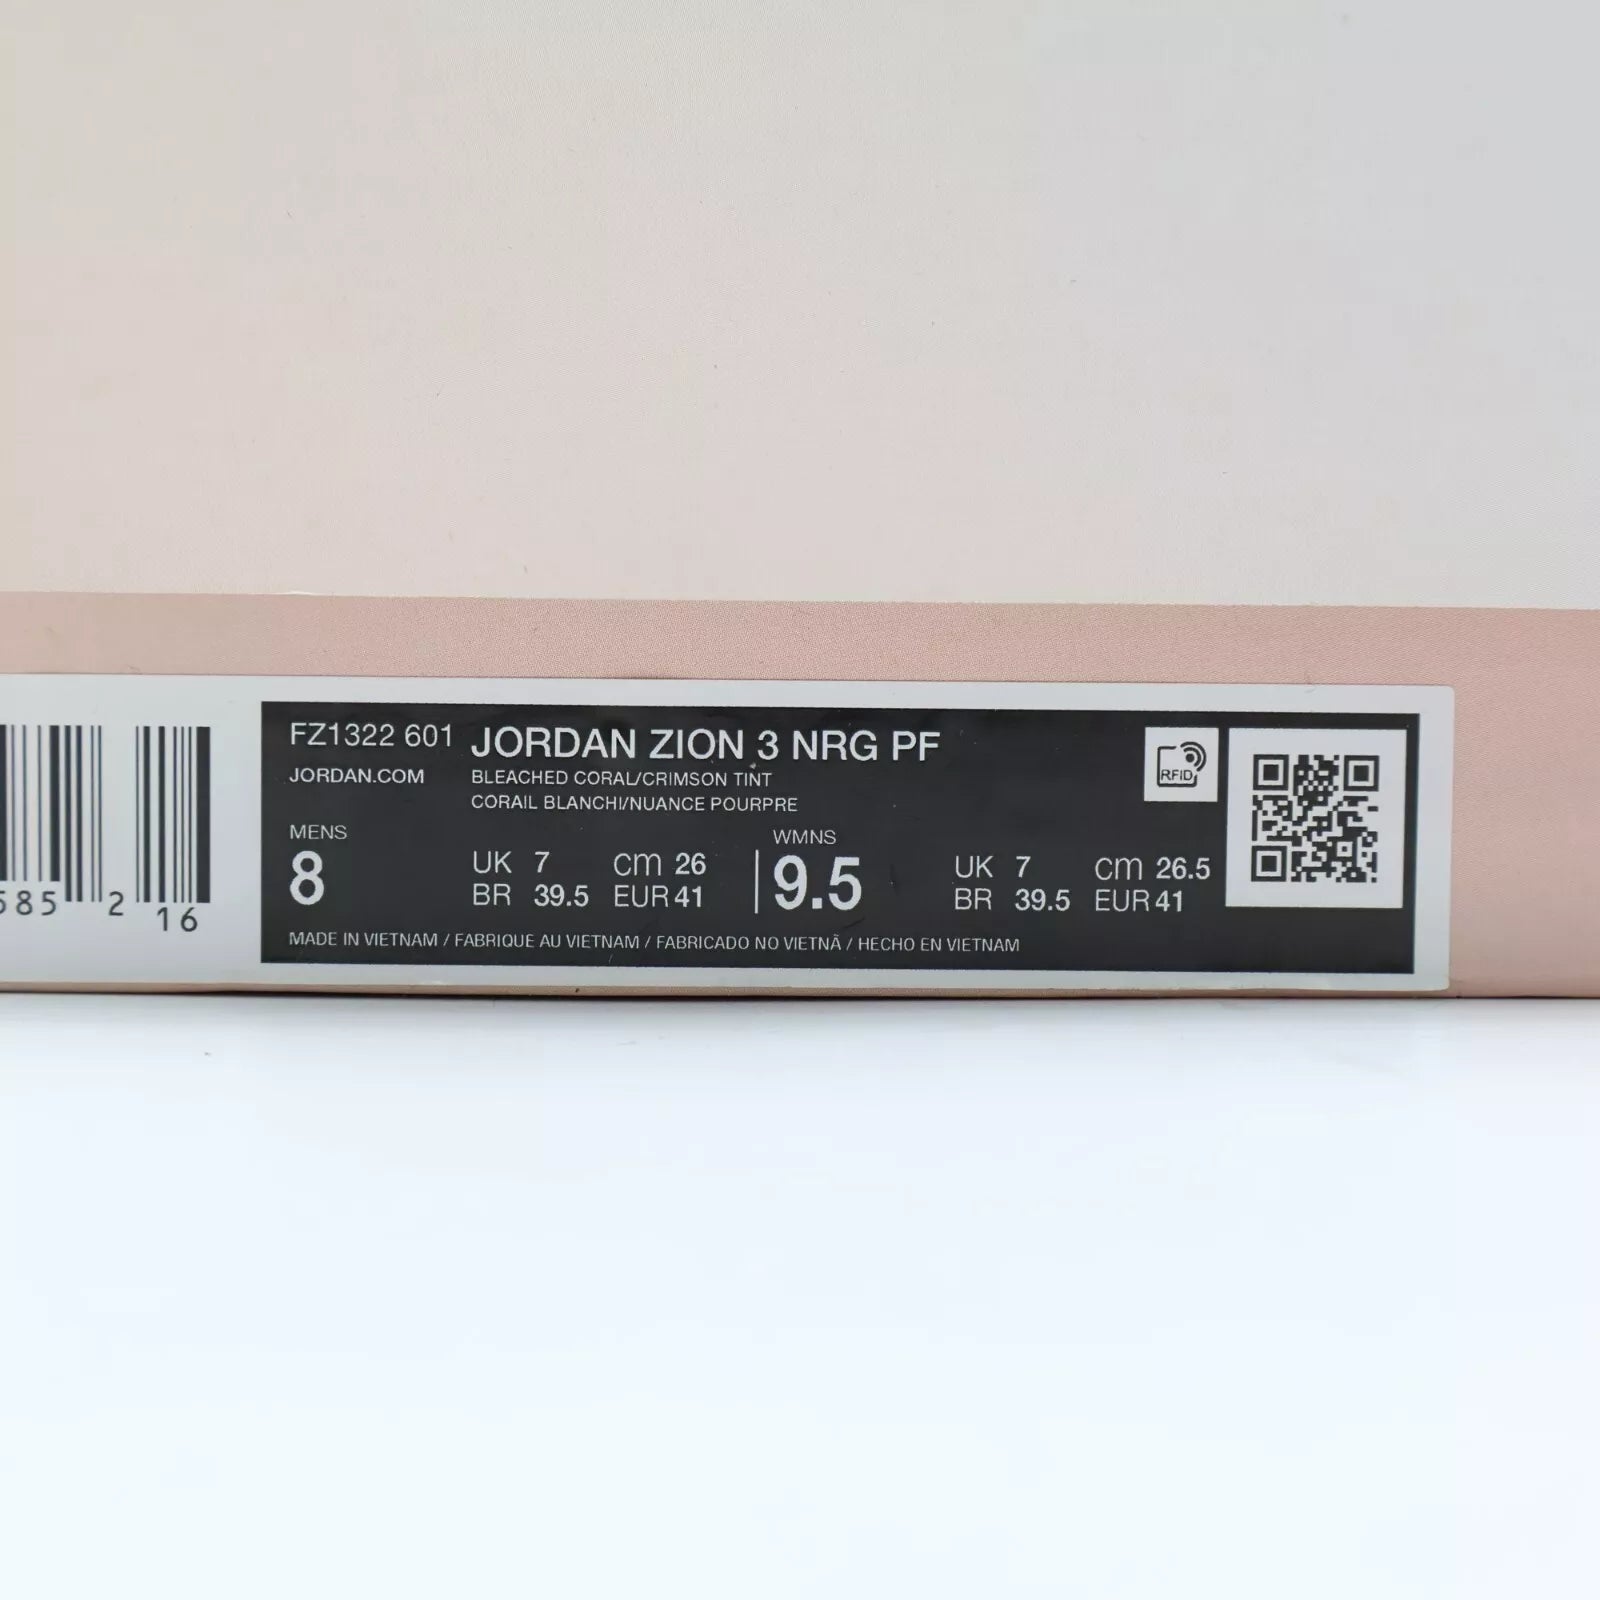 FZ1322 601 JORDAN ZION 3 NRG PF
JORDAN.COM BLEACHED CORAL/CRIMSON TINT
CORAIL BLANCHI/NUANCE POURPRE
RFID
MENS
8
UK 7 cm 26
BR 39.5 EUR 41
WMNS
9.5
UK 7 cm 26.5
BR 39.5 EUR 41
MADE IN VIETNAM / FABRIQUE AU VIETNAM / FABRICADO NO VIETNÃ / HECHO EN VIETNAM
585 2 16